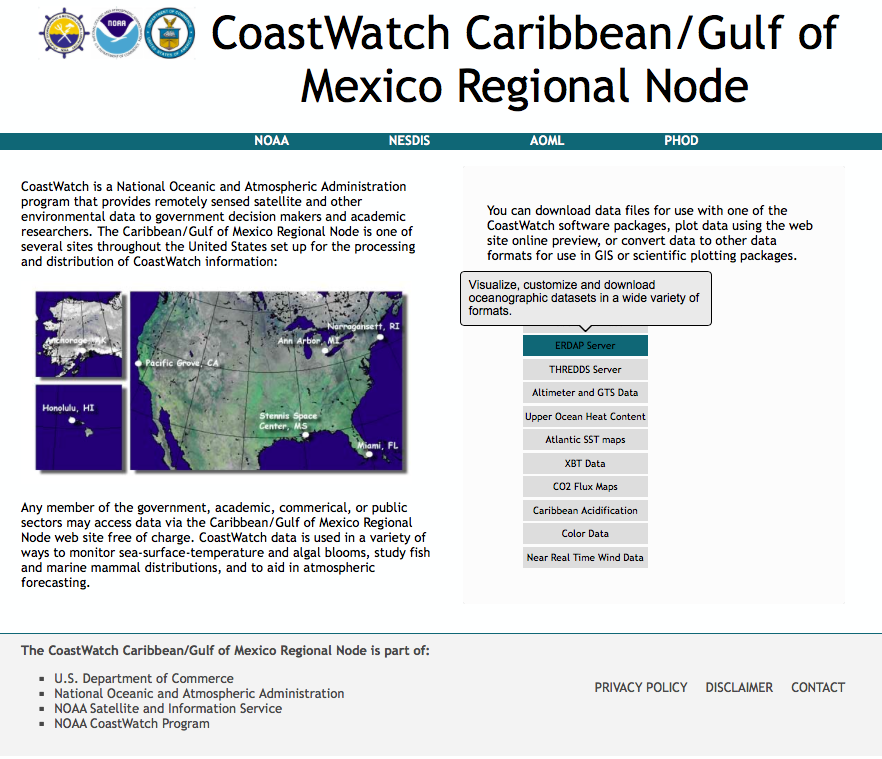 NOAA
CoastWatch Caribbean/Gulf of
Mexico Regional Node
NOAA NESDIS AOML PHOD
CoastWatch is a National Oceanic and Atmospheric Administration
program that provides remotely sensed satellite and other
environmental data to government decision makers and academic
researchers. The Caribbean/Gulf of Mexico Regional Node is one of
several sites throughout the United States set up for the processing
and distribution of CoastWatch information:
Anchorage, AK
Honolulu, HI
Narragansett, RI
Ann Arbor, MI
Pacific Grove, CA
Stennis Space
Center, MS
Miami, FL
Any member of the government, academic, commerical, or public
sectors may access data via the Caribbean/Gulf of Mexico Regional
Node web site free of charge. CoastWatch data is used in a variety of
ways to monitor sea-surface-temperature and algal blooms, study fish
and marine mammal distributions, and to aid in atmospheric
forecasting.
You can download data files for use with one of the
CoastWatch software packages, plot data using the web
site online preview, or convert data to other data
formats for use in GIS or scientific plotting packages.
Visualize, customize and download
oceanographic datasets in a wide variety of
formats.
ERDAP Server
THREDDS Server
Altimeter and GTS Data
Upper Ocean Heat Content
Atlantic SST maps
XBT Data
CO2 Flux Maps
Caribbean Acidification
Color Data
Near Real Time Wind Data
The CoastWatch Caribbean/Gulf of Mexico Regional Node is part of:
U.S. Department of Commerce
National Oceanic and Atmospheric Administration
NOAA Satellite and Information Service
NOAA CoastWatch Program
PRIVACY POLICY DISCLAIMER CONTACT